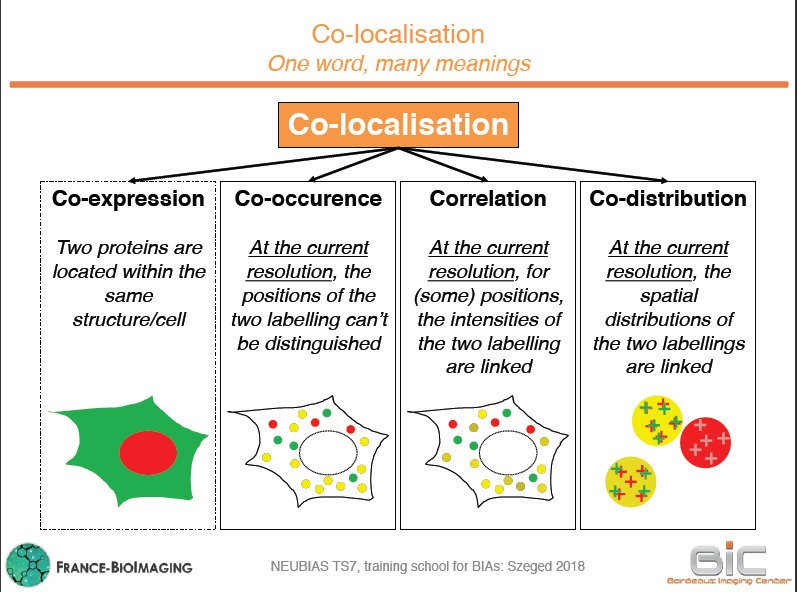 Co-localisation
One word, many meanings
Co-localisation
Co-expression
Two proteins are
located within the
same
structure/cell
Co-occurence
At the current
resolution, the
positions of the
two labelling can't
be distinguished
Correlation
At the current
resolution, for
(some) positions,
the intensities of
the two labelling
are linked
Co-distribution
At the current
resolution, the
spatial
distributions of
the two labellings
are linked
FRANCE-BIOIMAGING
NEUBIAS TS7, training school for BIAs: Szeged 2018
BIC
Bordeaux Imaging Center